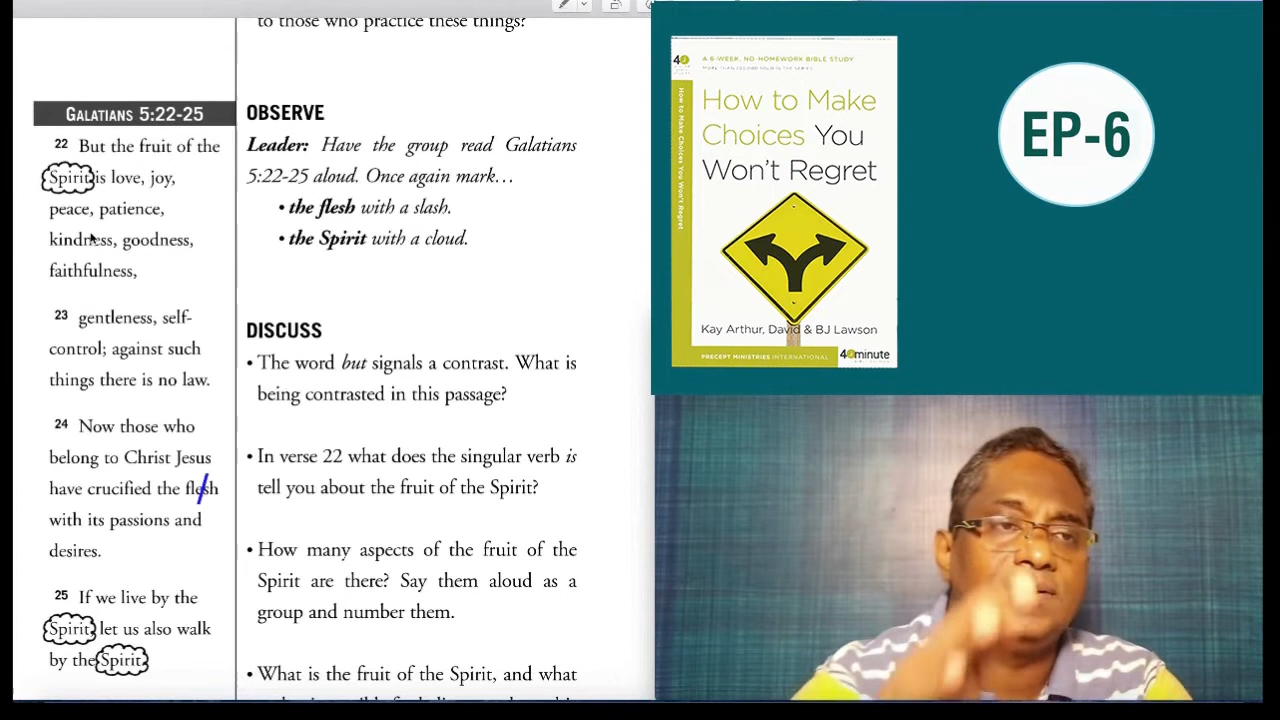 to those who practice these things?
GALATIANS 5:22-25
22 But the fruit of the
Spirit is love, joy,
peace, patience,
kindness, goodness,
faithfulness,
23 gentleness, self-
control; against such
things there is no law.
24 Now those who
belong to Christ Jesus
have crucified the flesh
with its passions and
desires.
25 If we live by the
Spirit, let us also walk
by the Spirit.
OBSERVE
Leader: Have the group read Galatians
5:22-25 aloud. Once again mark…
• the flesh with a slash.
• the Spirit with a cloud.
DISCUSS
• The word but signals a contrast. What is
being contrasted in this passage?
• In verse 22 what does the singular verb is
tell you about the fruit of the Spirit?
• How many aspects of the fruit of the
Spirit are there? Say them aloud as a
group and number them.
• What is the fruit of the Spirit, and what
40
A 6-WEEK, NO-HOMEWORK BIBLE STUDY
How to Make Choices You Won't Regret
How to Make
Choices You
Won't Regret
Kay Arthur, David & BJ Lawson
PRECEPT MINISTRIES INTERNATIONAL
40 minute
EP-6